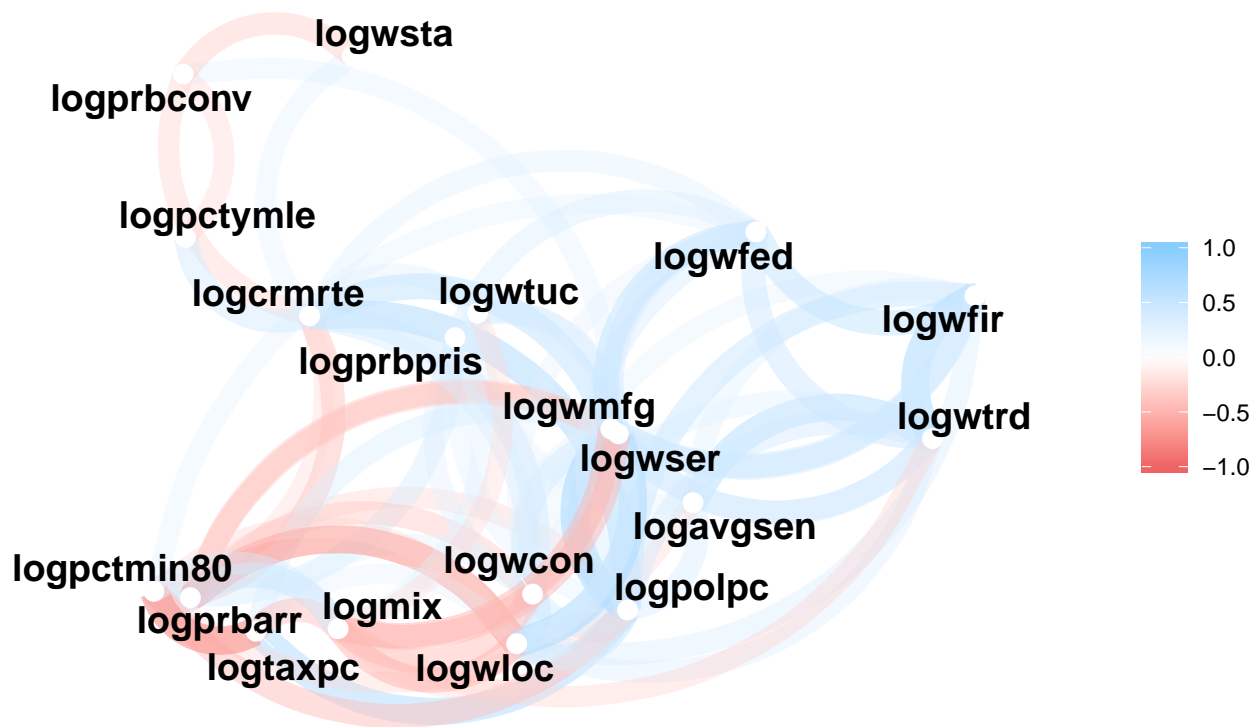 logwsta
logprbconv
logpctymle
logwfed
logcrmrte
logwtuc
logwfir
logprbpris
logwmfg
logwtrd
logwser
logavgsen
logwcon
logpctmin80
logpolpc
logmix
logprbarr
logtaxpc
logwloc
1.0
0.5
0.0
−0.5
−1.0